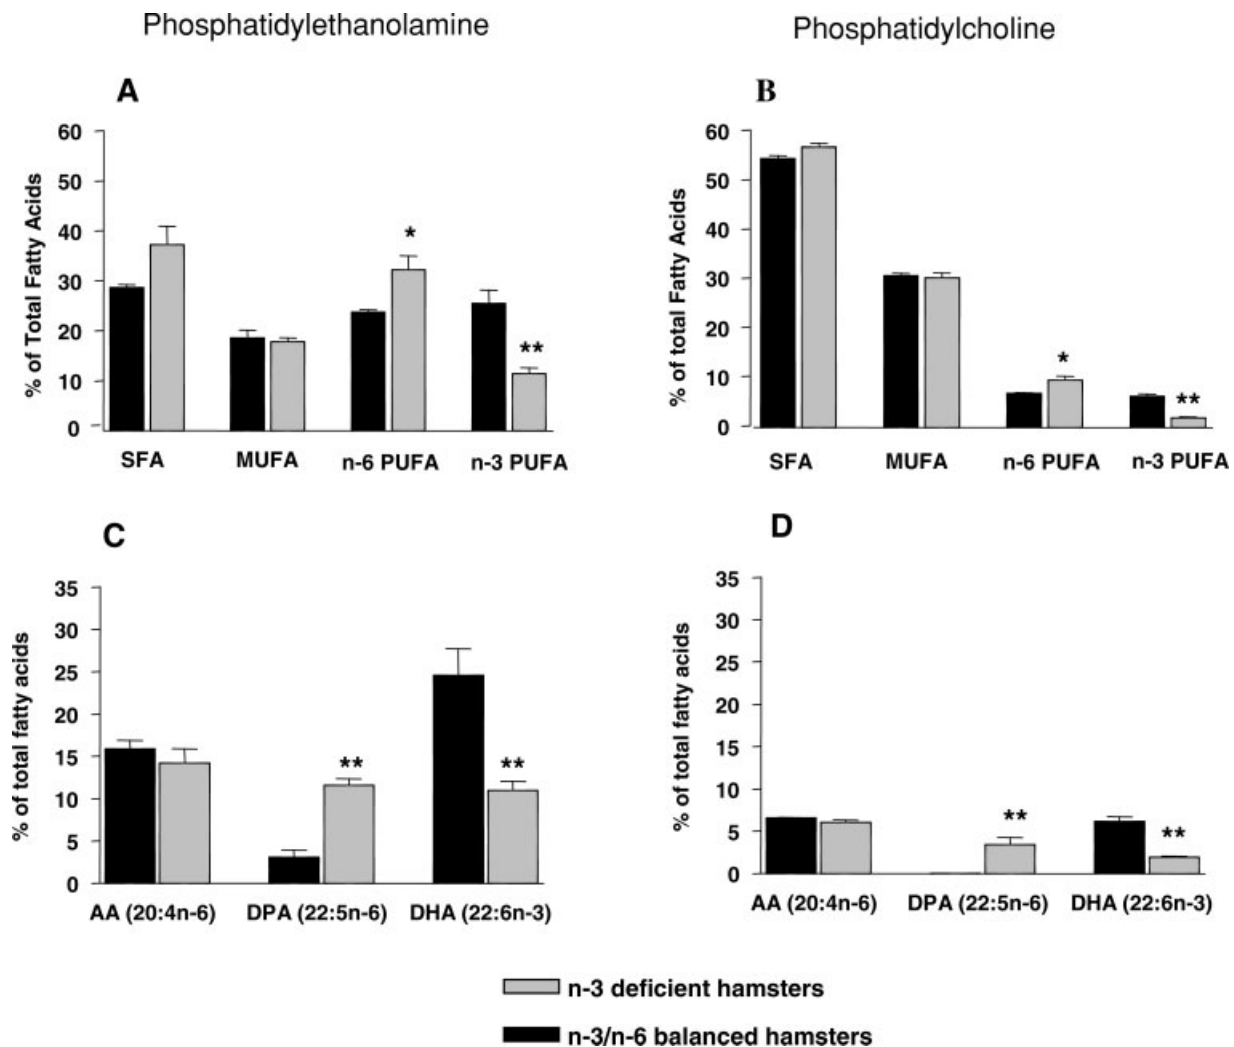 Phosphatidylethanolamine
Phosphatidylcholine
A
% of Total Fatty Acids
60
50
40
30
20
10
0
*
**
SFA MUFA n-6 PUFA n-3 PUFA
B
% of total Fatty Acids
60
50
40
30
20
10
0
*
**
SFA MUFA n-6 PUFA n-3 PUFA
C
% of total fatty acids
35
30
25
20
15
10
5
0
** **
AA (20:4n-6) DPA (22:5n-6) DHA (22:6n-3)
D
% of total fatty acids
35
30
25
20
15
10
5
0
** **
AA (20:4n-6) DPA (22:5n-6) DHA (22:6n-3)
n-3 deficient hamsters
n-3/n-6 balanced hamsters